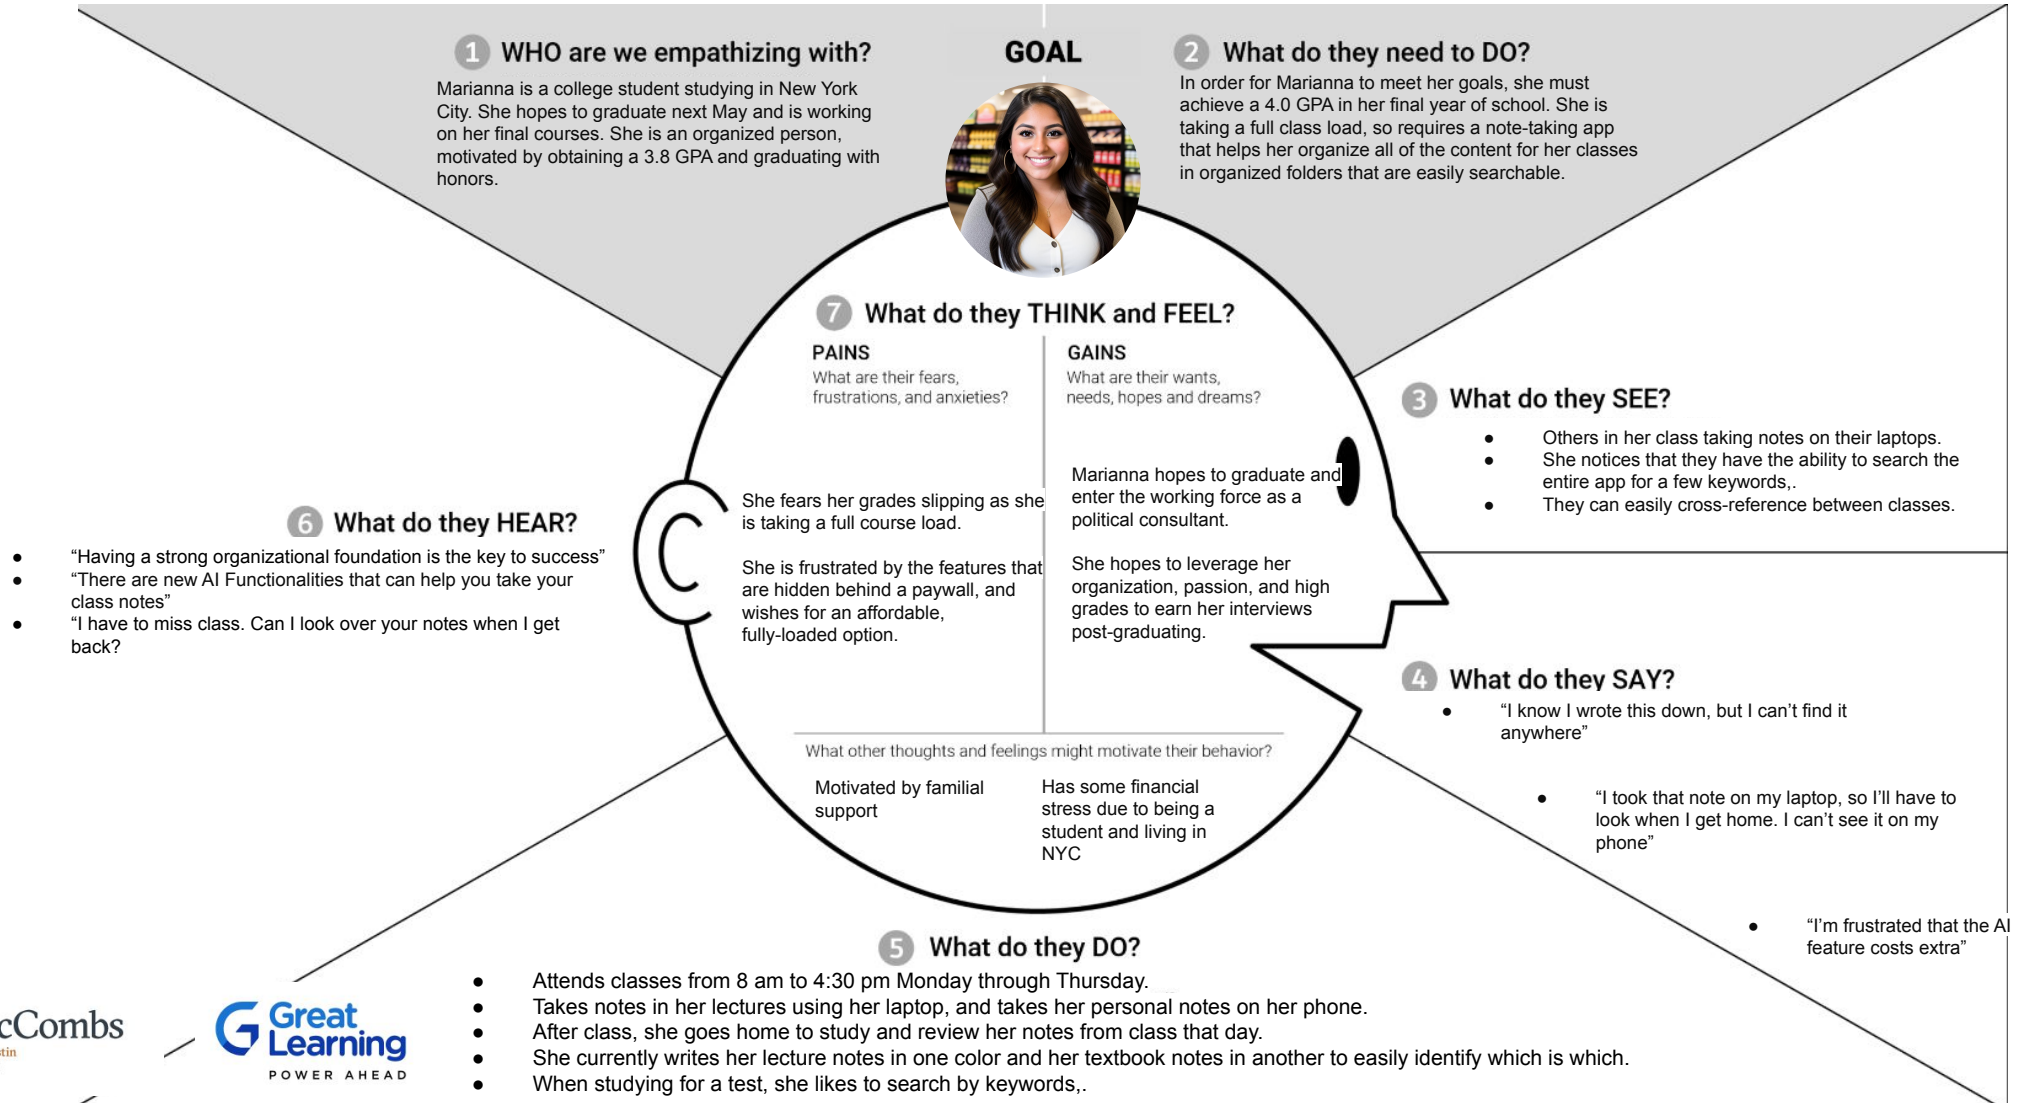 1 WHO are we empathizing with?
Marianna is a college student studying in New York
City. She hopes to graduate next May and is working
on her final courses. She is an organized person,
motivated by obtaining a 3.8 GPA and graduating with
honors.
GOAL
2 What do they need to DO?
In order for Marianna to meet her goals, she must
achieve a 4.0 GPA in her final year of school. She is
taking a full class load, so requires a note-taking app
that helps her organize all of the content for her classes
in organized folders that are easily searchable.
7 What do they THINK and FEEL?
PAINS
What are their fears,
frustrations, and anxieties?
She fears her grades slipping as she
is taking a full course load.
She is frustrated by the features that
are hidden behind a paywall, and
wishes for an affordable,
fully-loaded option.
GAINS
What are their wants,
needs, hopes and dreams?
Marianna hopes to graduate and
enter the working force as a
political consultant.
She hopes to leverage her
organization, passion, and high
grades to earn her interviews
post-graduating.
What other thoughts and feelings might motivate their behavior?
Motivated by familial
support
Has some financial
stress due to being a
student and living in
NYC
3 What do they SEE?
● Others in her class taking notes on their laptops.
● She notices that they have the ability to search the
entire app for a few keywords,.
● They can easily cross-reference between classes.
4 What do they SAY?
● “I know I wrote this down, but I can’t find it
anywhere”
● “I took that note on my laptop, so I’ll have to
look when I get home. I can’t see it on my
phone”
● “I’m frustrated that the AI
feature costs extra”
6 What do they HEAR?
● “Having a strong organizational foundation is the key to success”
● “There are new AI Functionalities that can help you take your
class notes”
● “I have to miss class. Can I look over your notes when I get
back?
5 What do they DO?
● Attends classes from 8 am to 4:30 pm Monday through Thursday.
● Takes notes in her lectures using her laptop, and takes her personal notes on her phone.
● After class, she goes home to study and review her notes from class that day.
● She currently writes her lecture notes in one color and her textbook notes in another to easily identify which is which.
● When studying for a test, she likes to search by keywords,.
cCombs
stin
Great
Learning
POWER AHEAD